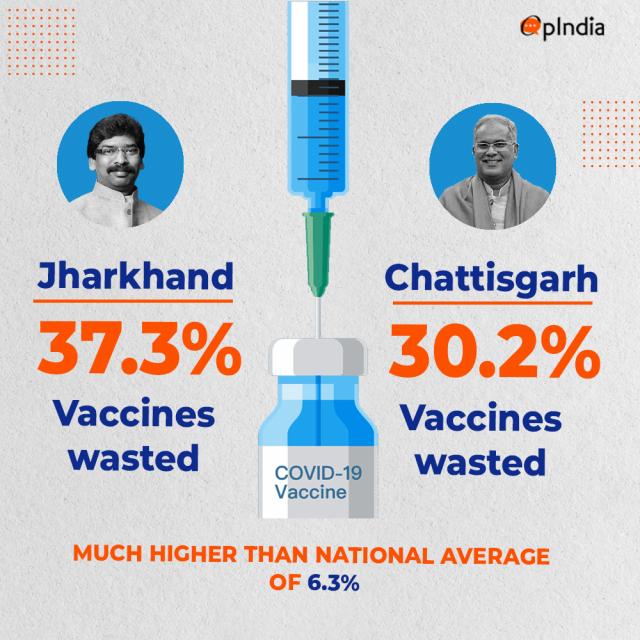 OpIndia
Jharkhand
37.3%
Vaccines
wasted
Chattisgarh
30.2%
Vaccines
wasted
COVID-19
Vaccine
MUCH HIGHER THAN NATIONAL AVERAGE
OF 6.3%